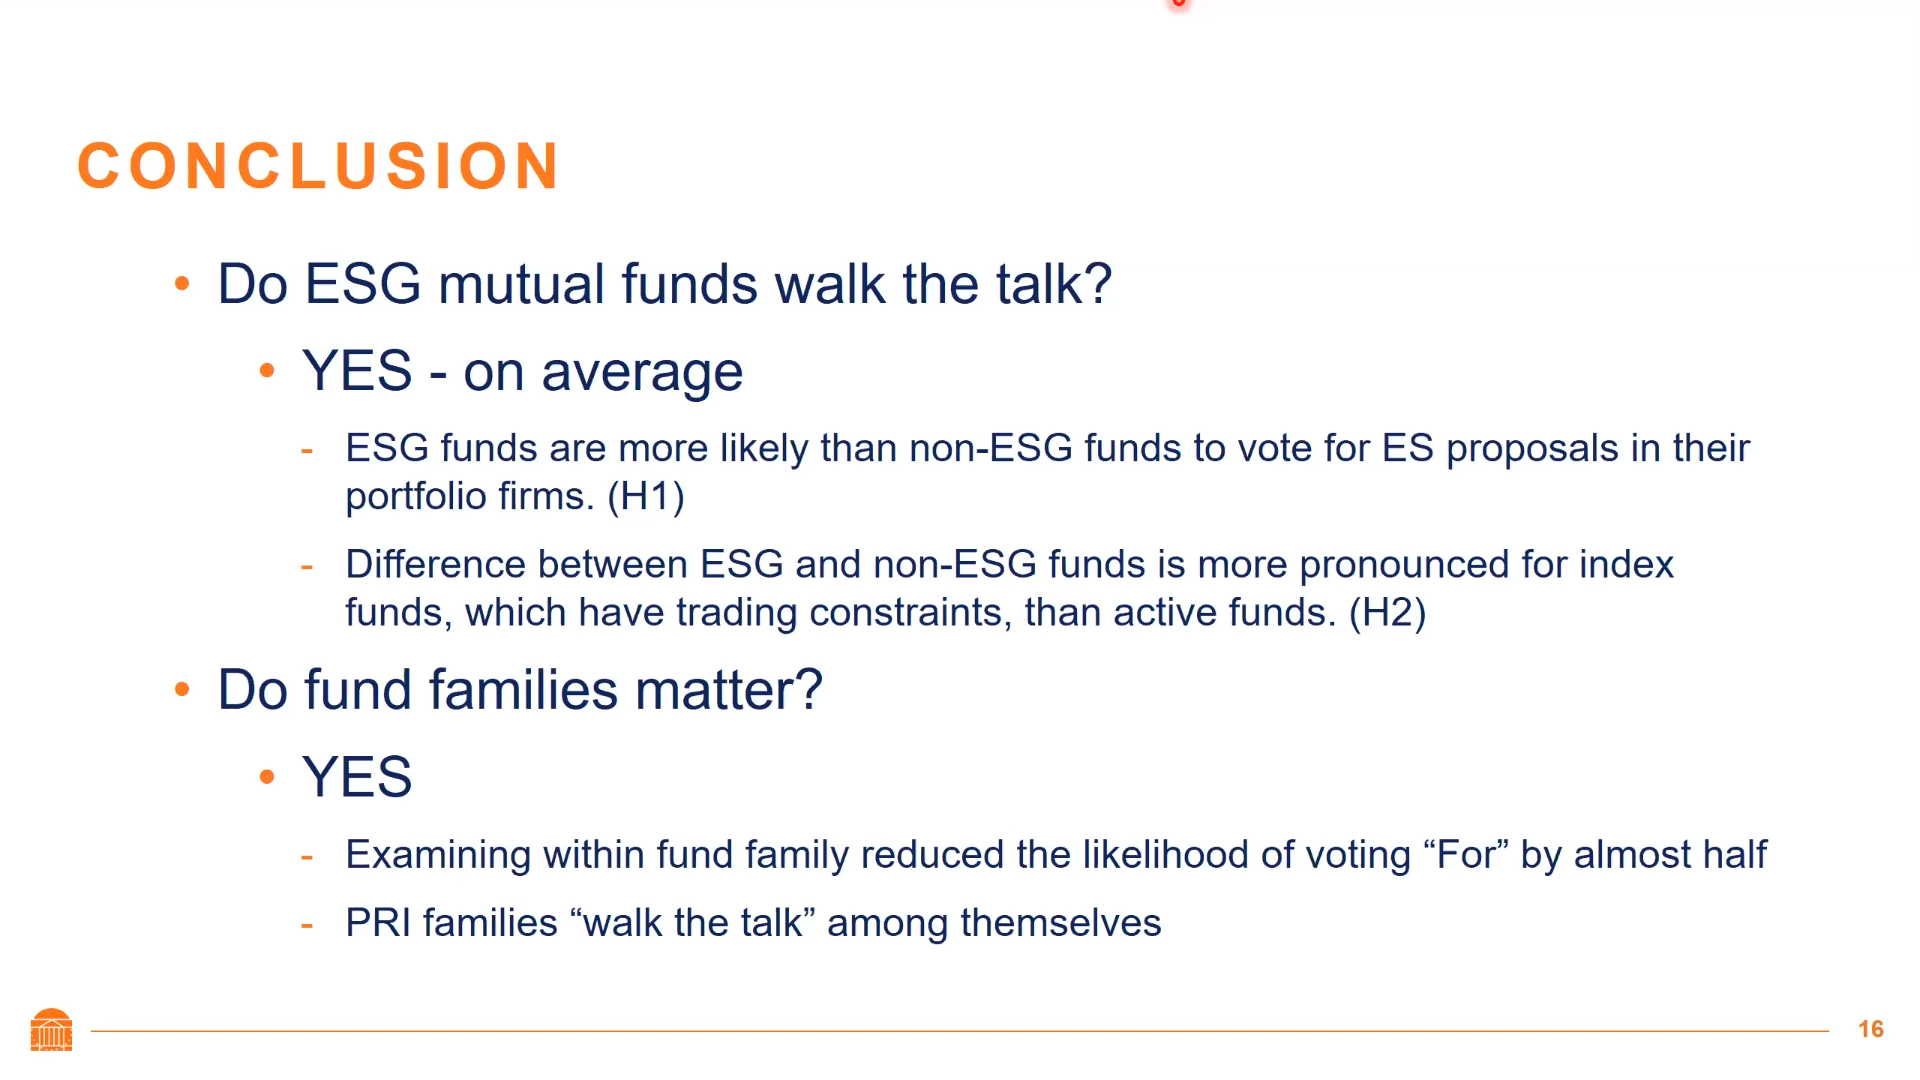 CONCLUSION
• Do ESG mutual funds walk the talk?
• YES - on average
- ESG funds are more likely than non-ESG funds to vote for ES proposals in their
portfolio firms. (H1)
- Difference between ESG and non-ESG funds is more pronounced for index
funds, which have trading constraints, than active funds. (H2)
• Do fund families matter?
• YES
- Examining within fund family reduced the likelihood of voting “For” by almost half
- PRI families “walk the talk” among themselves
16